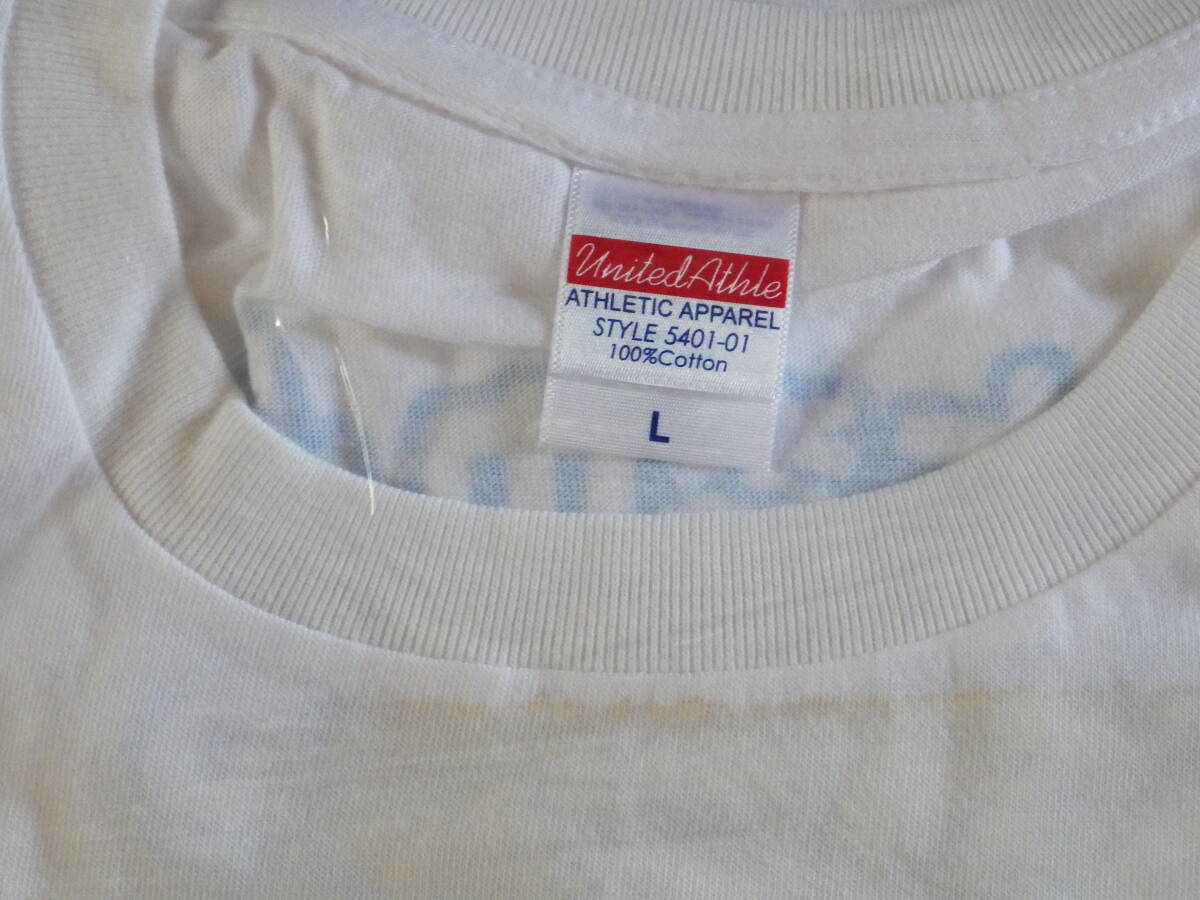 UnitedAthle
ATHLETIC APPAREL
STYLE 5401-01
100%Cotton
L